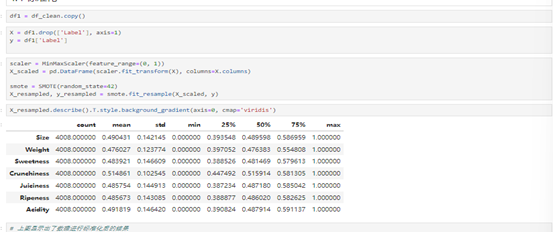 df1 = df_clean.copy()
X = df1.drop(['Label'], axis=1)
y = df1['Label']
scaler = MinMaxScaler(feature_range=(0, 1))
X_scaled = pd.DataFrame(scaler.fit_transform(X), columns=X.columns)
smote = SMOTE(random_state=42)
X_resampled, y_resampled = smote.fit_resample(X_scaled, y)
X_resampled.describe().T.style.background_gradient(axis=0, cmap='viridis')
count mean std min 25% 50% 75% max
Size 4008.000000 0.490431 0.142145 0.000000 0.393548 0.489598 0.586959 1.000000
Weight 4008.000000 0.476027 0.123774 0.000000 0.397052 0.476383 0.554808 1.000000
Sweetness 4008.000000 0.483921 0.146609 0.000000 0.388526 0.481469 0.579613 1.000000
Crunchiness 4008.000000 0.514861 0.102545 0.000000 0.447492 0.515914 0.581305 1.000000
Juiciness 4008.000000 0.485754 0.144913 0.000000 0.387234 0.487180 0.585042 1.000000
Ripeness 4008.000000 0.485673 0.143085 0.000000 0.388877 0.486020 0.582625 1.000000
Acidity 4008.000000 0.491819 0.146420 0.000000 0.390824 0.487914 0.591137 1.000000
# 上面显示出了数据进行标准化后的结果